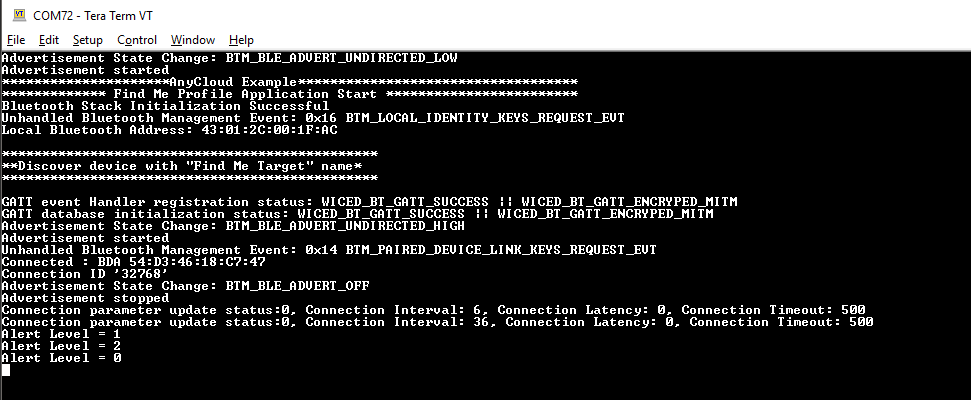 COM72 - Tera Term VT
File Edit Setup Control Window Help
Advertisement State Change: BTM_BLE_ADVERT_UNDIRECTED_LOW
Advertisement started
*********************AnyCloud Example***********************************
************* Find Me Profile Application Start ************************
Bluetooth Stack Initialization Successful
Unhandled Bluetooth Management Event: 0x16 BTM_LOCAL_IDENTITY_KEYS_REQUEST_EVT
Local Bluetooth Address: 43:01:2C:00:1F:AC
***********************************************
**Discover device with "Find Me Target" name*
***********************************************
GATT event Handler registration status: WICED_BT_GATT_SUCCESS || WICED_BT_GATT_ENCRYPED_MITM
GATT database initialization status: WICED_BT_GATT_SUCCESS || WICED_BT_GATT_ENCRYPED_MITM
Advertisement State Change: BTM_BLE_ADVERT_UNDIRECTED_HIGH
Advertisement started
Unhandled Bluetooth Management Event: 0x14 BTM_PAIRED_DEVICE_LINK_KEYS_REQUEST_EVT
Connected : BDA 54:D3:46:18:C7:47
Connection ID '32768'
Advertisement State Change: BTM_BLE_ADVERT_OFF
Advertisement stopped
Connection parameter update status:0, Connection Interval: 6, Connection Latency: 0, Connection Timeout: 500
Connection parameter update status:0, Connection Interval: 36, Connection Latency: 0, Connection Timeout: 500
Alert Level = 1
Alert Level = 2
Alert Level = 0